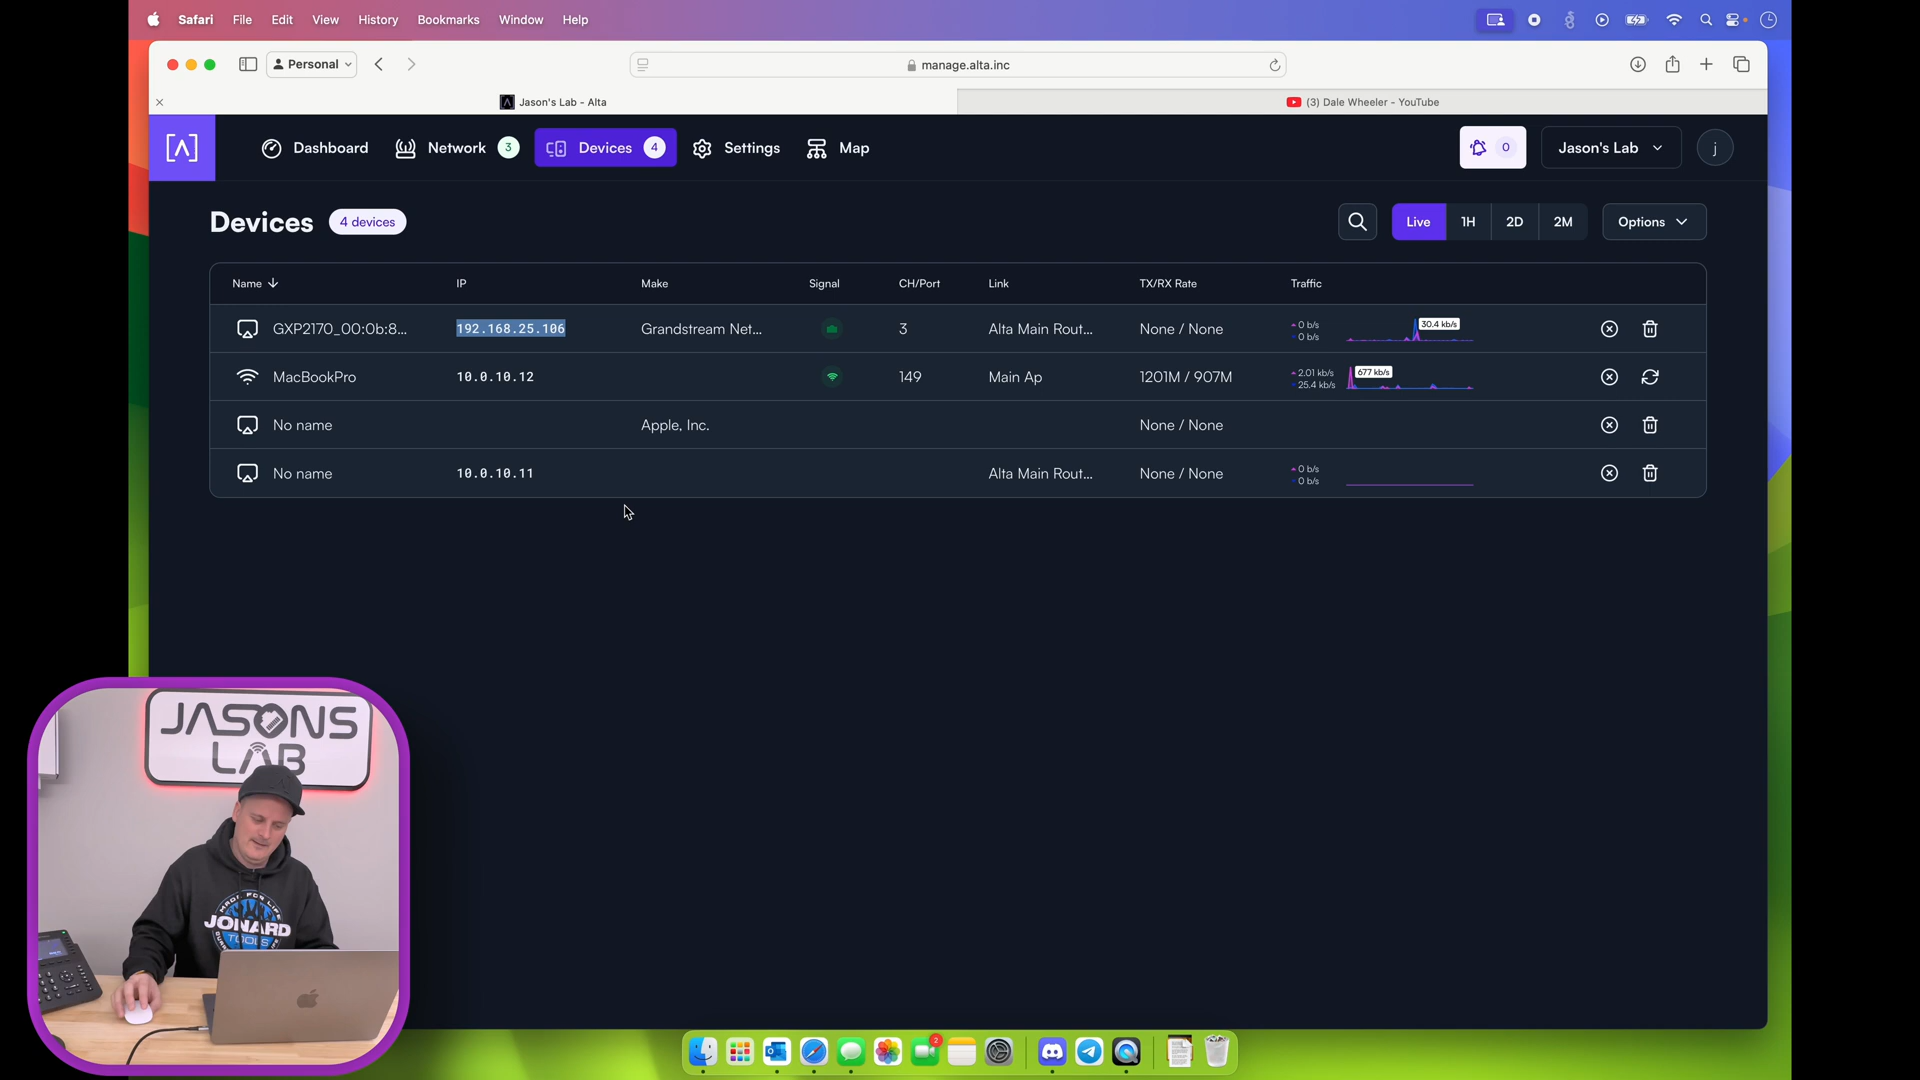 Safari File Edit View History Bookmarks Window Help
Personal
manage.alta.inc
Jason's Lab - Alta
(3) Dale Wheeler - YouTube
Dashboard Network 3 Devices 4 Settings Map 0 Jason's Lab j
Devices 4 devices Live 1H 2D 2M Options
Name IP Make Signal CH/Port Link TX/RX Rate Traffic
GXP2170_00:0b:8... 192.168.25.106 Grandstream Net... 3 Alta Main Rout... None / None 0 b/s 0 b/s 30.4 kb/s
MacBookPro 10.0.10.12 149 Main Ap 1201M / 907M 2.01 kb/s 25.4 kb/s 677 kb/s
No name Apple, Inc. None / None
No name 10.0.10.11 Alta Main Rout... None / None 0 b/s 0 b/s
JASONS
LAB
MADE FOR LIFE
JONARD
TOOLS
2